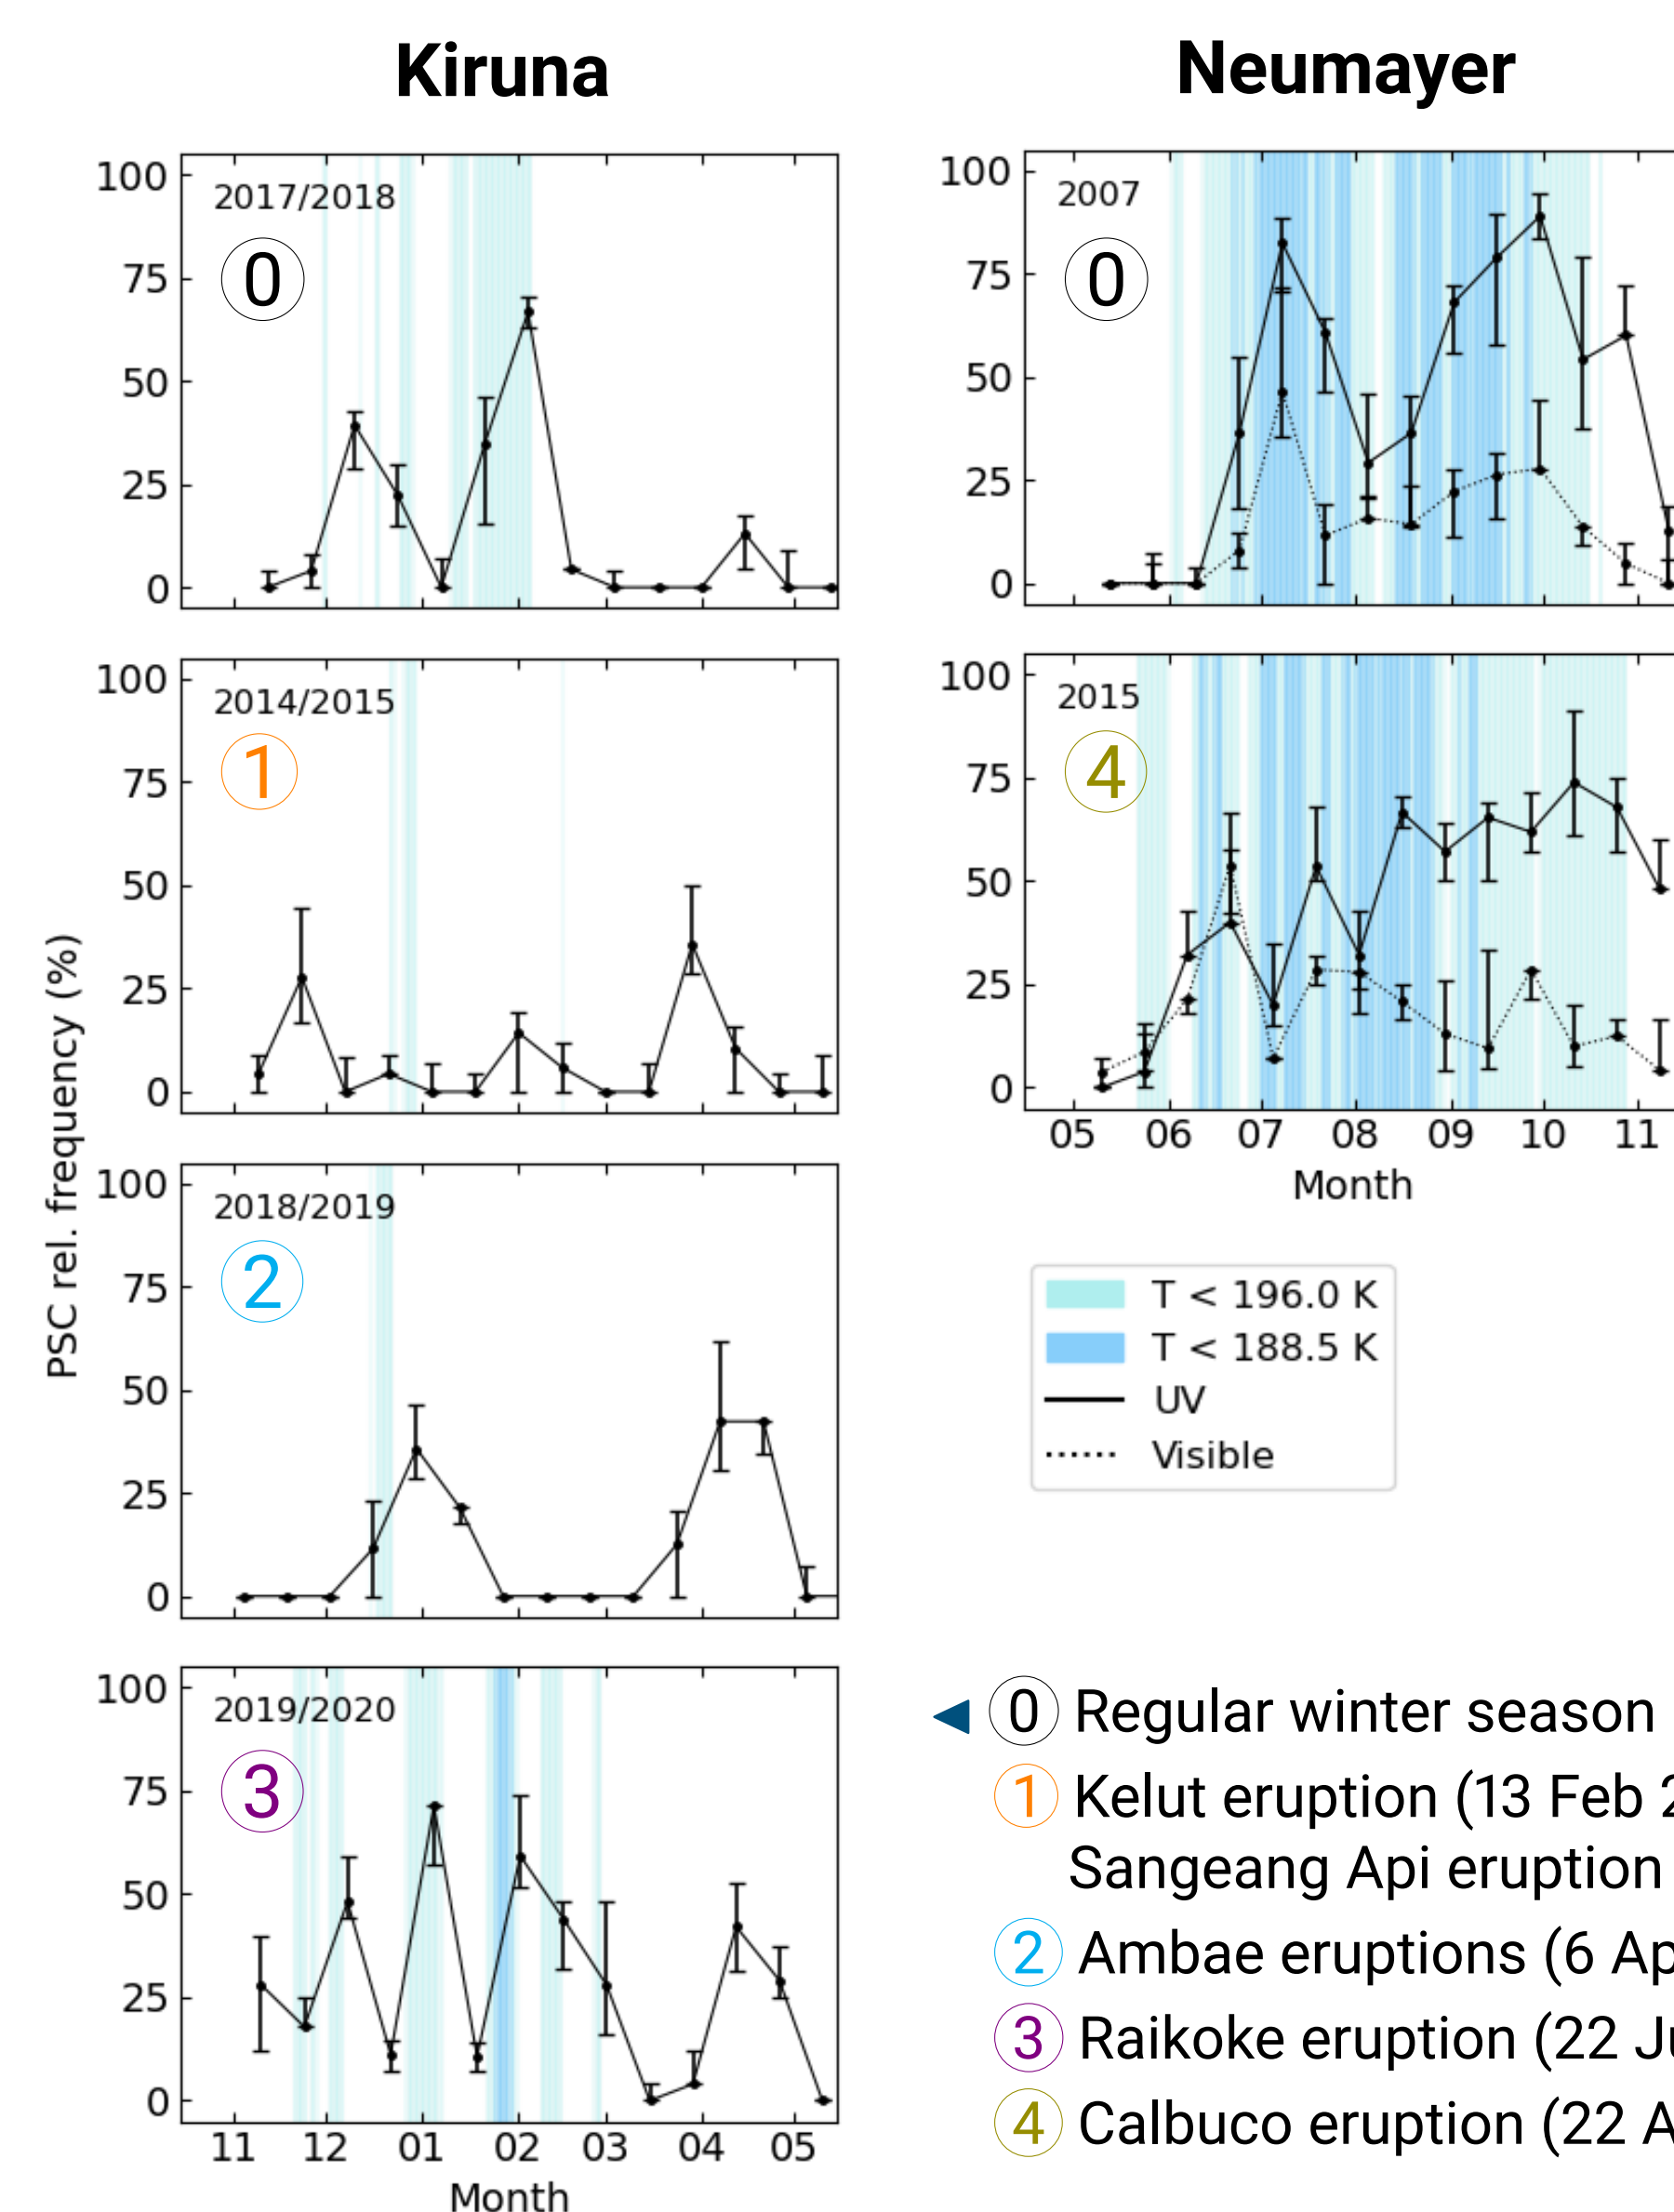 Kiruna
Neumayer
PSC rel. frequency (%)
100
75
50
25
0
2017/2018
0
100
75
50
25
0
2014/2015
1
100
75
50
25
0
2018/2019
2
100
75
50
25
0
2019/2020
3
11 12 01 02 03 04 05
Month
100
75
50
25
0
2007
0
100
75
50
25
0
2015
4
05 06 07 08 09 10 11
Month
T < 196.0 K
T < 188.5 K
UV
Visible
0 Regular winter season
1 Kelut eruption (13 Feb 2
Sangeang Api eruption
2 Ambae eruptions (6 Ap
3 Raikoke eruption (22 Ju
4 Calbuco eruption (22 A